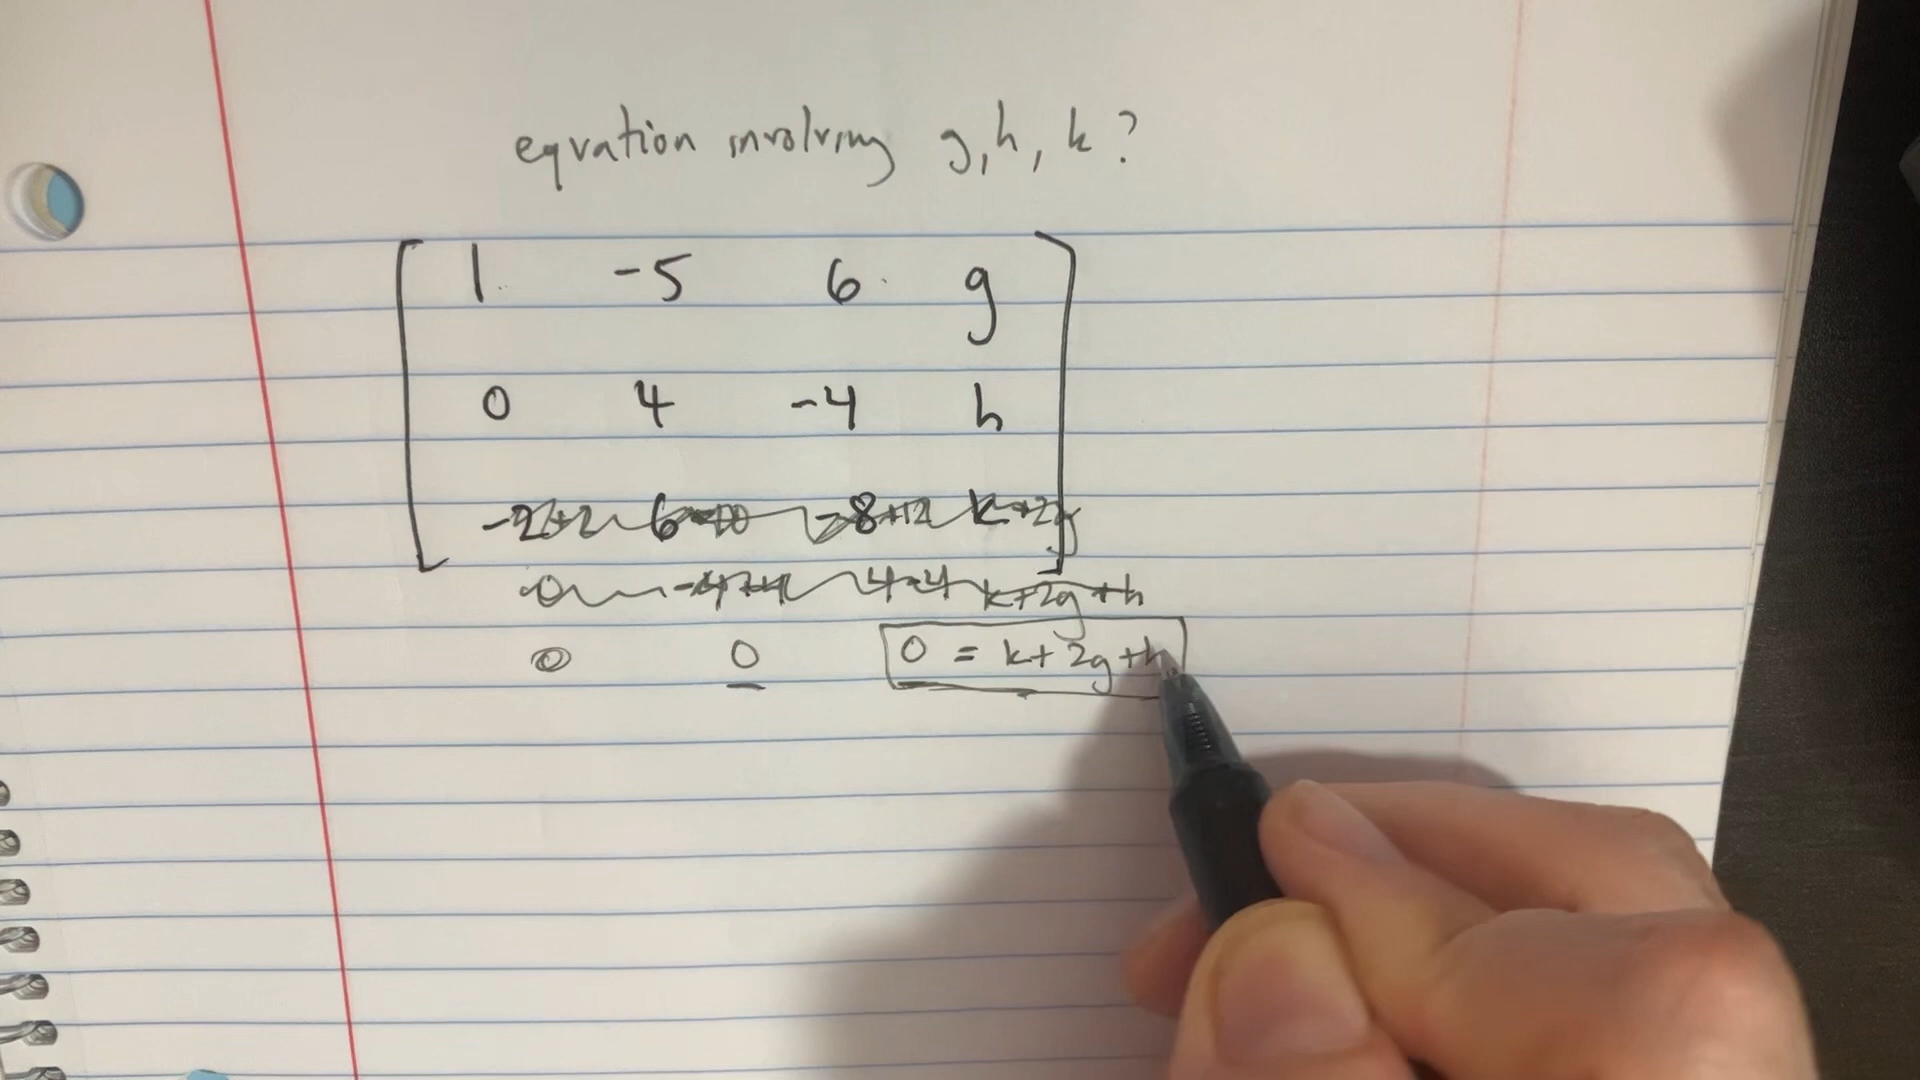 equation involving g, h, k?
1 -5 6 g
0 4 -4 h
-2+2 6-10 -8+12 k+2g
0 -4+4 4-4 k+2g+h
0 0 0 = k+2g+h